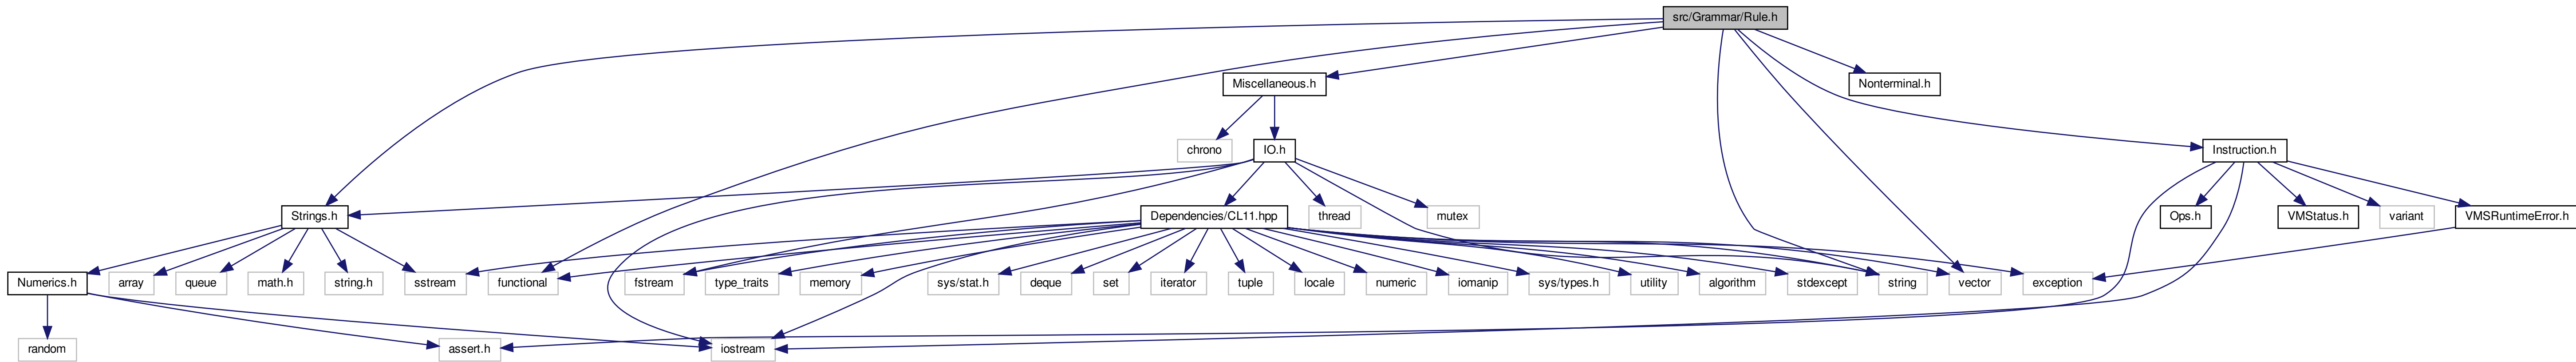 src/Grammar/Rule.h
Miscellaneous.h
Nonterminal.h
chrono
IO.h
Instruction.h
Strings.h
Dependencies/CL11.hpp
thread
mutex
Ops.h
VMStatus.h
variant
VMSRuntimeError.h
Numerics.h
array
queue
math.h
string.h
sstream
functional
fstream
type_traits
memory
sys/stat.h
deque
set
iterator
tuple
locale
numeric
iomanip
sys/types.h
utility
algorithm
stdexcept
string
vector
exception
random
assert.h
iostream